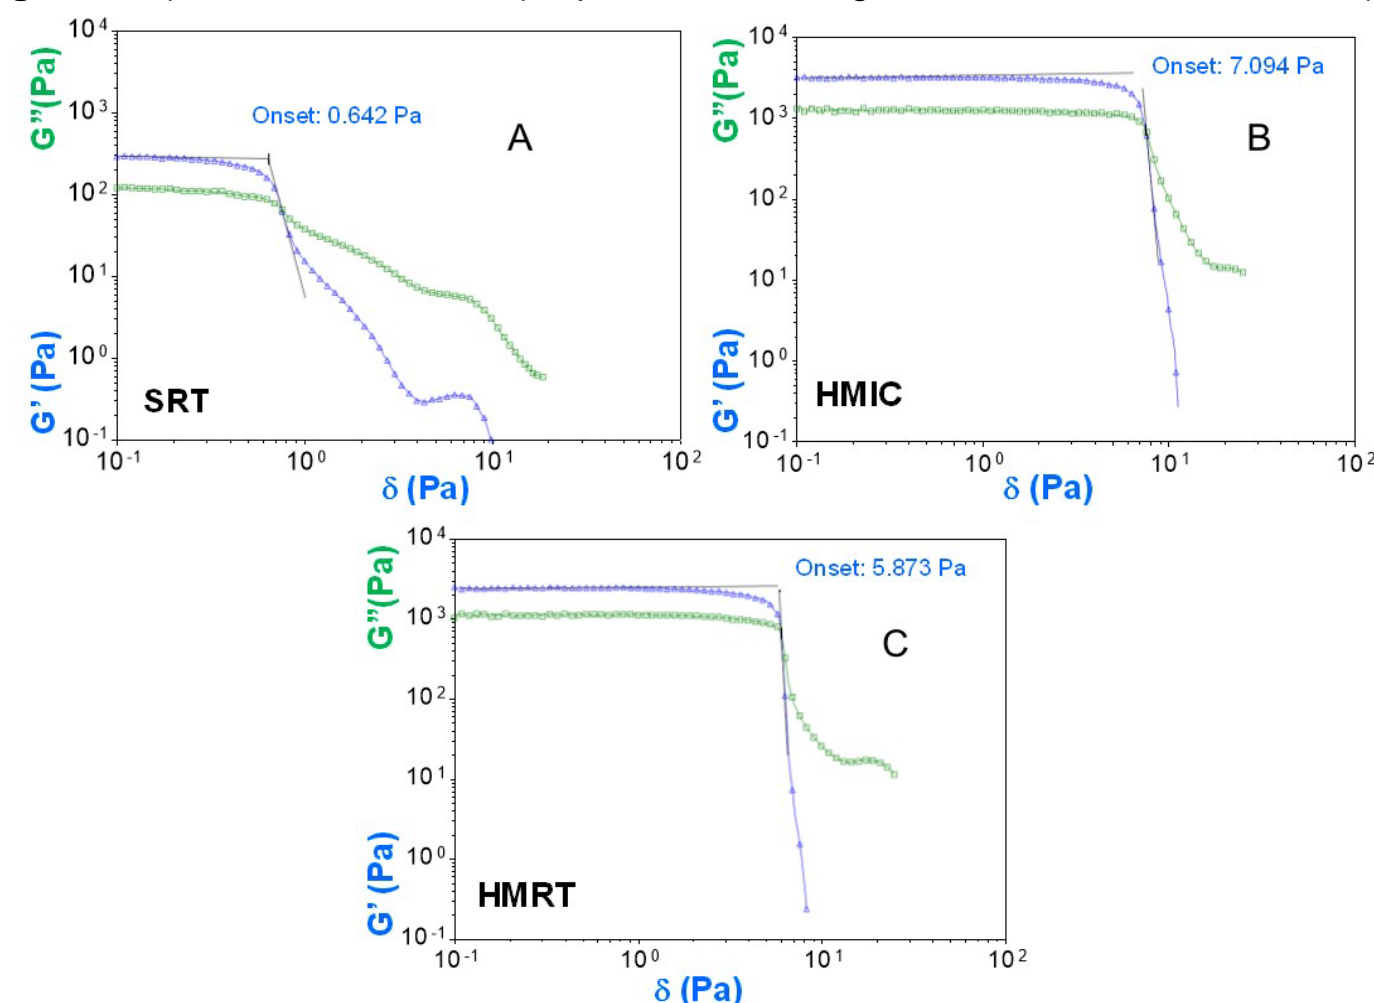 10⁴
10³
10²
10¹
10⁰
10⁻¹
G”(Pa)
G’ (Pa)
Onset: 0.642 Pa
A
SRT
10⁻¹
10⁰
10¹
10²
δ (Pa)
10⁴
10³
10²
10¹
10⁰
10⁻¹
G”(Pa)
G’ (Pa)
Onset: 7.094 Pa
B
HMIC
10⁻¹
10⁰
10¹
10²
δ (Pa)
10⁴
10³
10²
10¹
10⁰
10⁻¹
G”(Pa)
G’ (Pa)
Onset: 5.873 Pa
C
HMRT
10⁻¹
10⁰
10¹
10²
δ (Pa)